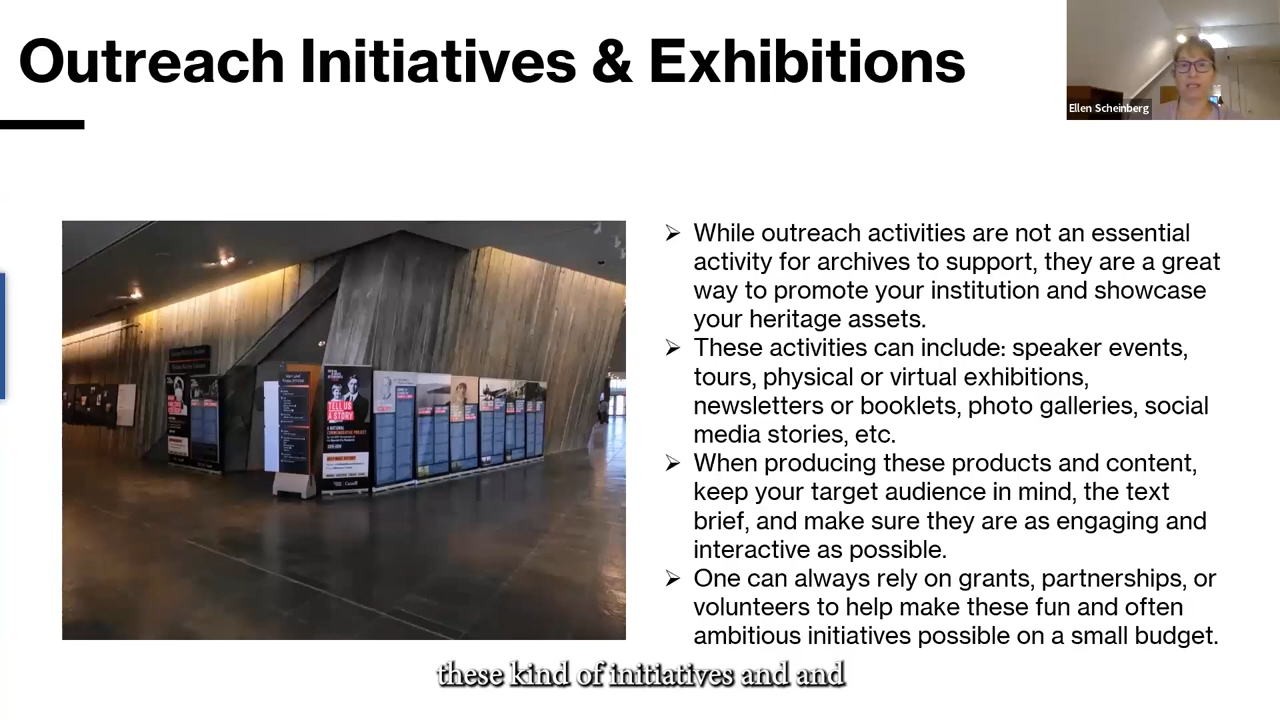 Outreach Initiatives & Exhibitions
Ellen Scheinberg
TELL US
A STORY
➢ While outreach activities are not an essential
activity for archives to support, they are a great
way to promote your institution and showcase
your heritage assets.
➢ These activities can include: speaker events,
tours, physical or virtual exhibitions,
newsletters or booklets, photo galleries, social
media stories, etc.
➢ When producing these products and content,
keep your target audience in mind, the text
brief, and make sure they are as engaging and
interactive as possible.
➢ One can always rely on grants, partnerships, or
volunteers to help make these fun and often
ambitious initiatives possible on a small budget.
these kind of initiatives and and